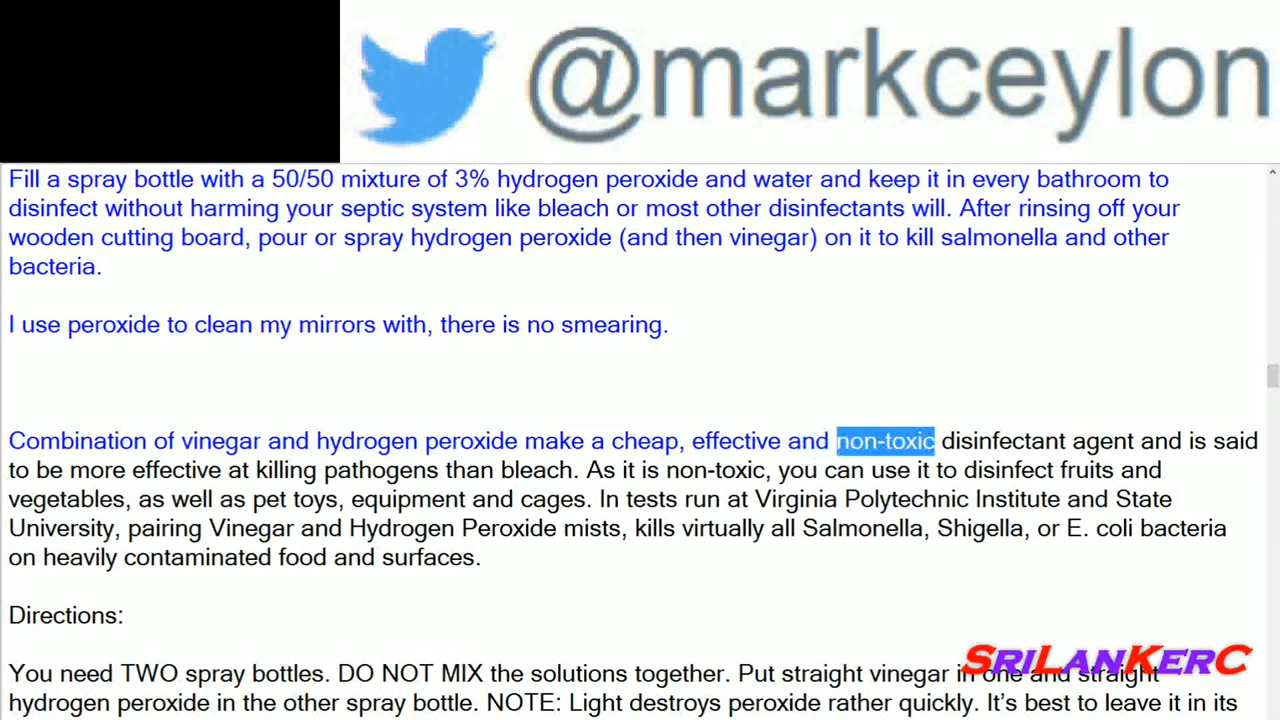 @markceylon
Fill a spray bottle with a 50/50 mixture of 3% hydrogen peroxide and water and keep it in every bathroom to
disinfect without harming your septic system like bleach or most other disinfectants will. After rinsing off your
wooden cutting board, pour or spray hydrogen peroxide (and then vinegar) on it to kill salmonella and other
bacteria.
I use peroxide to clean my mirrors with, there is no smearing.
Combination of vinegar and hydrogen peroxide make a cheap, effective and non-toxic disinfectant agent and is said
to be more effective at killing pathogens than bleach. As it is non-toxic, you can use it to disinfect fruits and
vegetables, as well as pet toys, equipment and cages. In tests run at Virginia Polytechnic Institute and State
University, pairing Vinegar and Hydrogen Peroxide mists, kills virtually all Salmonella, Shigella, or E. coli bacteria
on heavily contaminated food and surfaces.
Directions:
You need TWO spray bottles. DO NOT MIX the solutions together. Put straight vinegar in one and straight
hydrogen peroxide in the other spray bottle. NOTE: Light destroys peroxide rather quickly. It's best to leave it in its
SRILANKERC